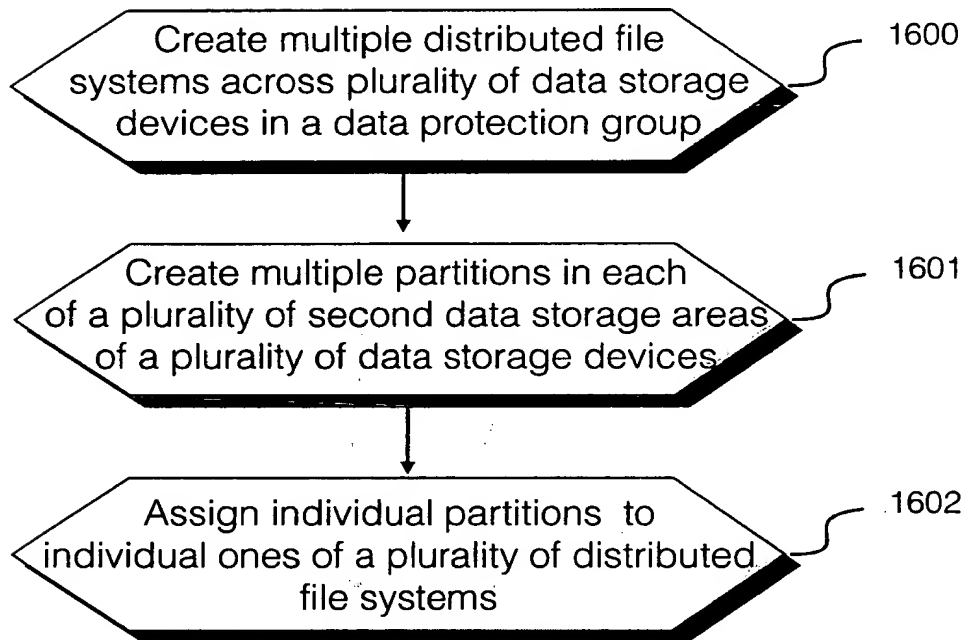 Create multiple distributed file
systems across plurality of data storage
devices in a data protection group
1600
Create multiple partitions in each
of a plurality of second data storage areas
of a plurality of data storage devices
1601
Assign individual partitions to
individual ones of a plurality of distributed
file systems
1602